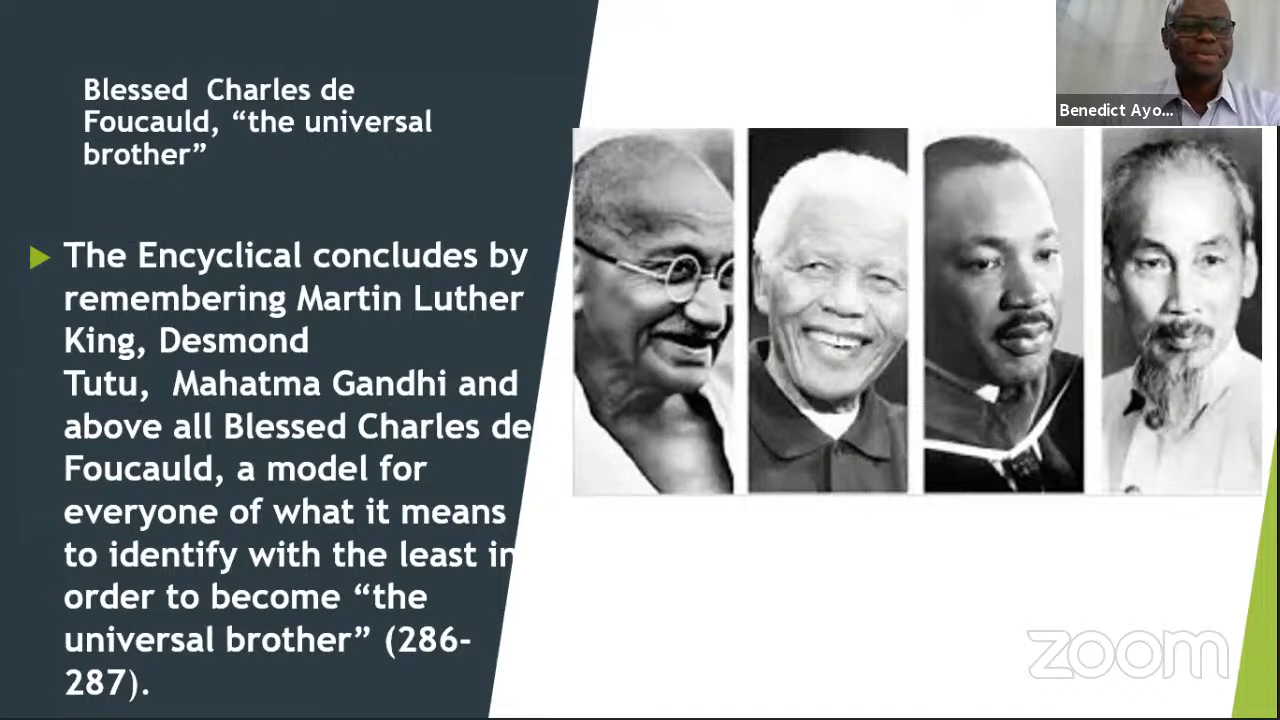 Blessed  Charles de
Foucauld, “the universal
brother”
The Encyclical concludes by
remembering Martin Luther
King, Desmond
Tutu,  Mahatma Gandhi and
above all Blessed Charles de
Foucauld, a model for
everyone of what it means
to identify with the least in
order to become “the
universal brother” (286-
287).
Benedict Ayo...
zoom